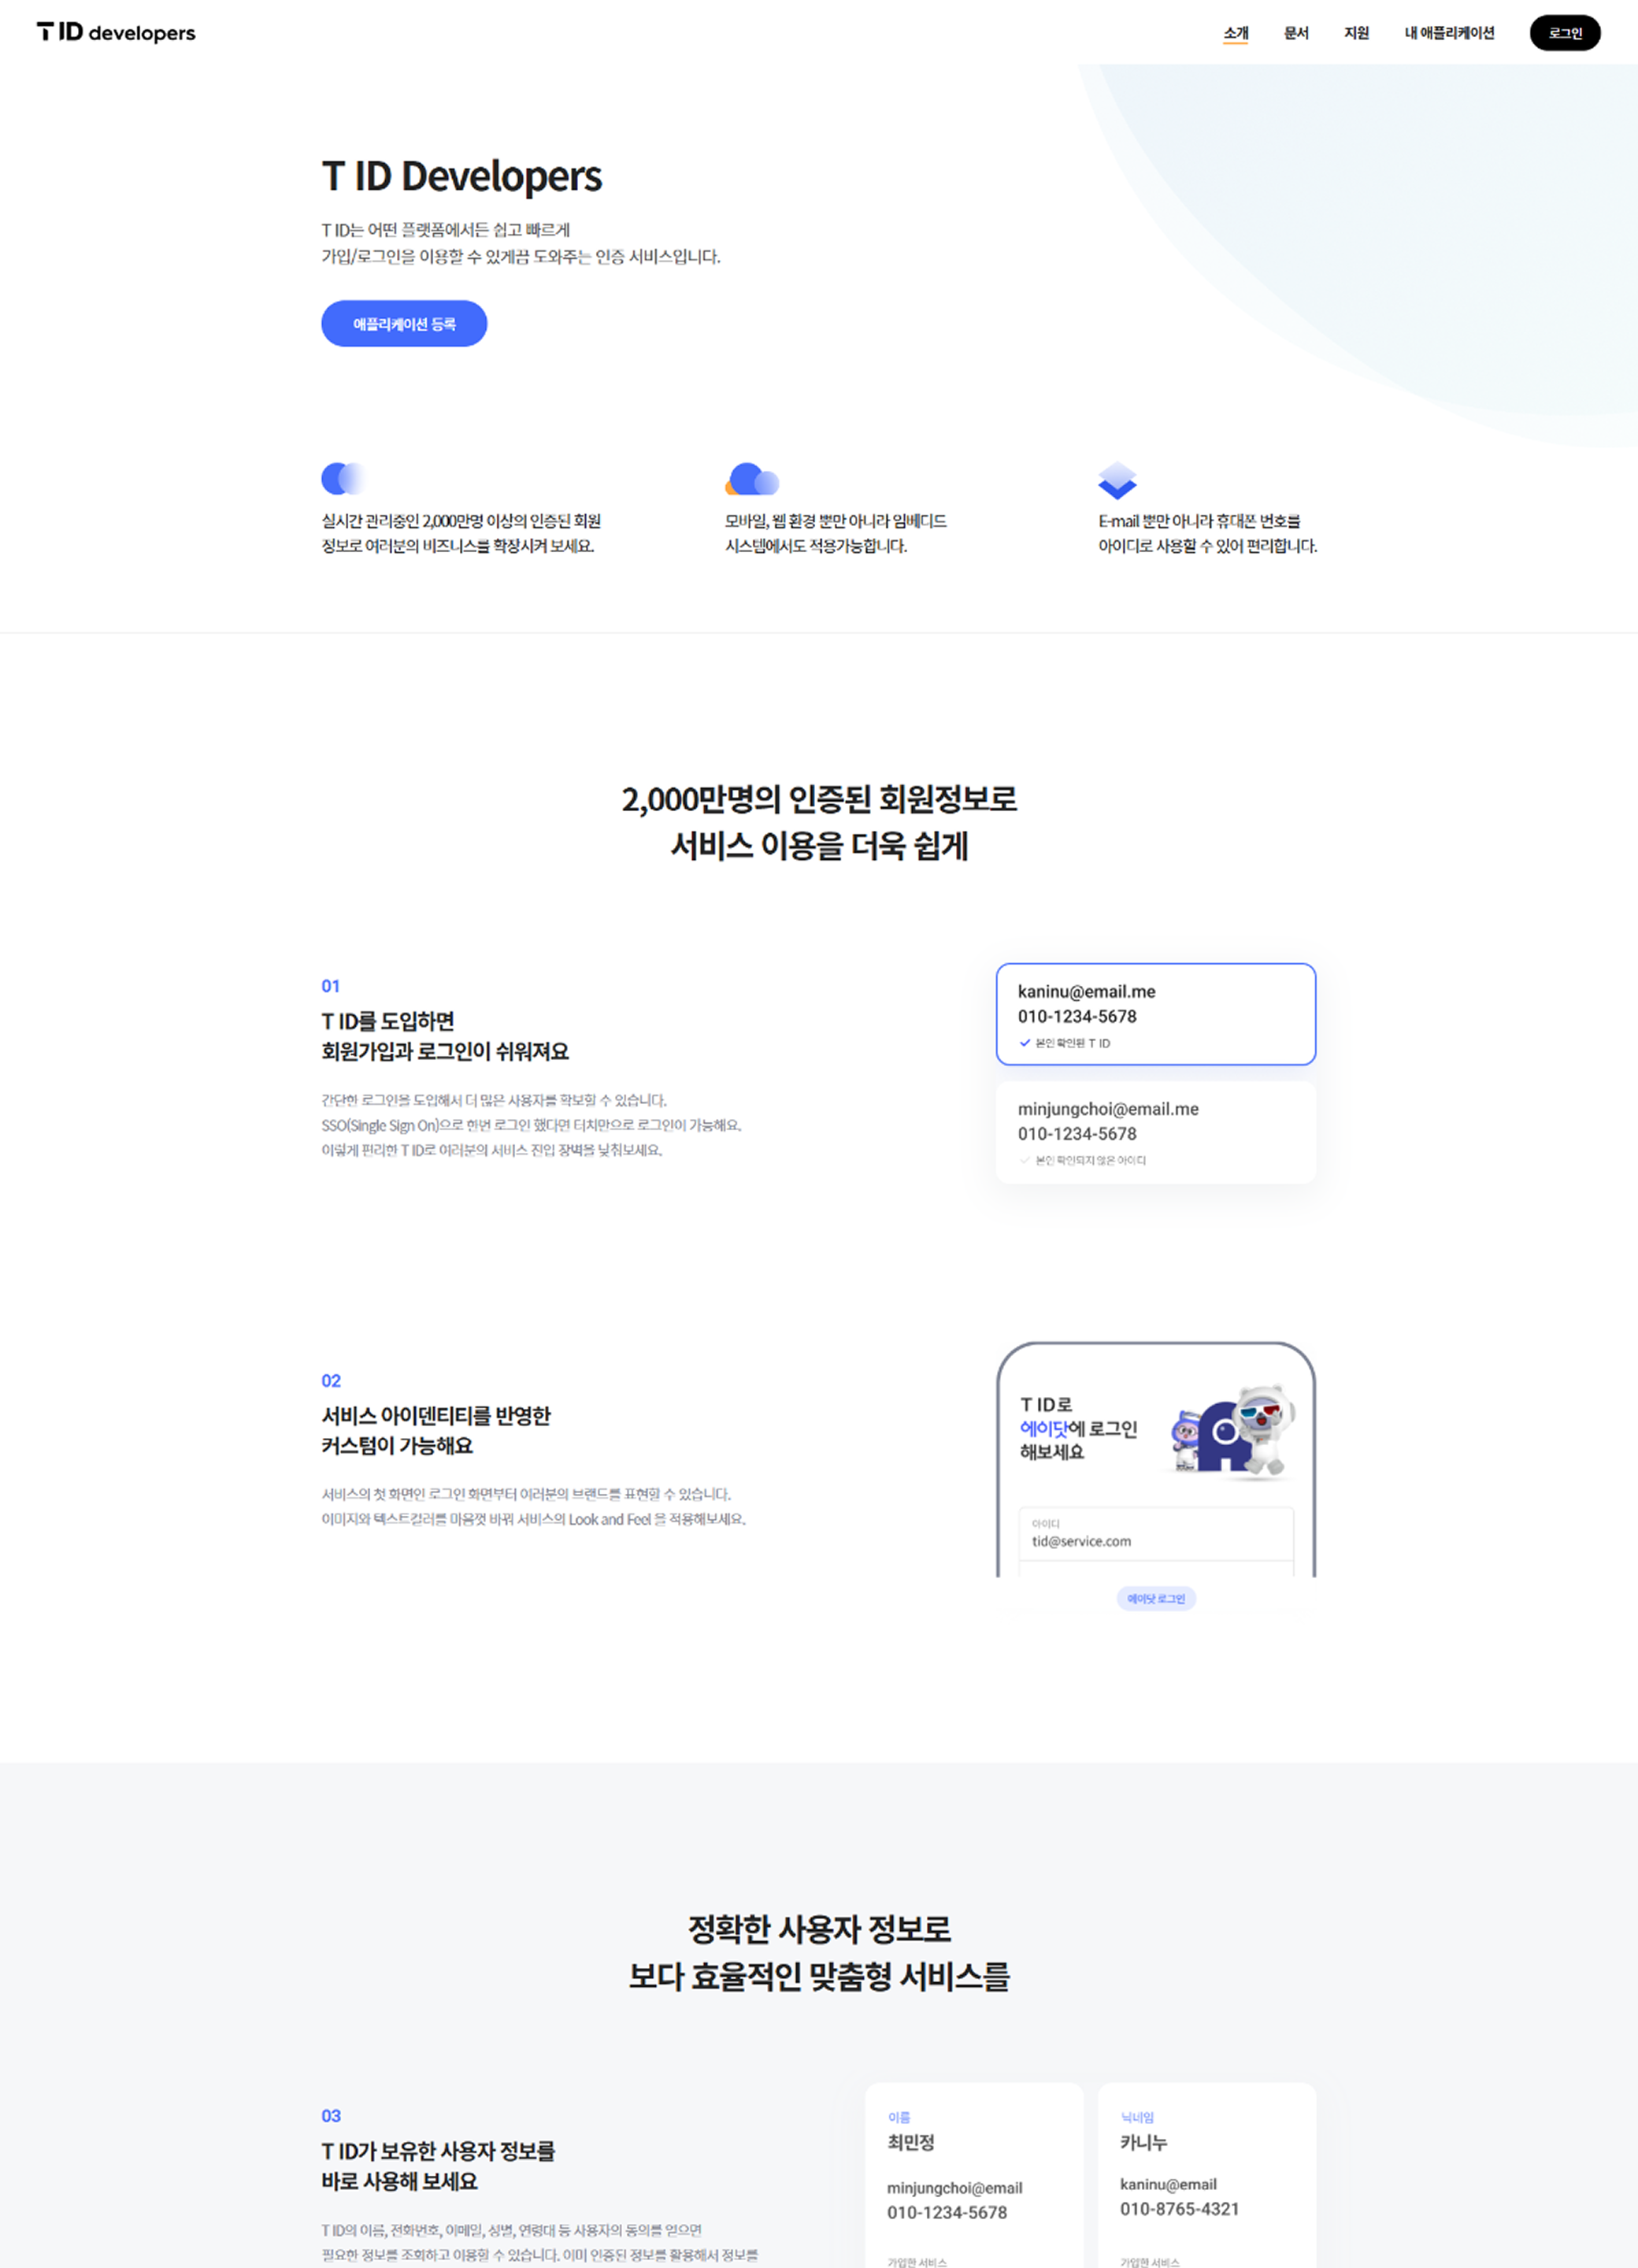 T ID developers
소개 문서 지원 내 애플리케이션 로그인
T ID Developers
T ID는 어떤 플랫폼에서든 쉽고 빠르게
가입/로그인을 이용할 수 있게끔 도와주는 인증 서비스입니다.
애플리케이션 등록
실시간 관리중인 2,000만명 이상의 인증된 회원
정보로 여러분의 비즈니스를 확장시켜 보세요.
모바일, 웹 환경 뿐만 아니라 임베디드
시스템에서도 적용가능합니다.
E-mail 뿐만 아니라 휴대폰 번호를
아이디로 사용할 수 있어 편리합니다.
2,000만명의 인증된 회원정보로
서비스 이용을 더욱 쉽게
01
T ID를 도입하면
회원가입과 로그인이 쉬워져요
간단한 로그인을 도입해서 더 많은 사용자를 확보할 수 있습니다.
SSO(Single Sign On)으로 한번 로그인 했다면 터치만으로 로그인이 가능해요.
이렇게 편리한 T ID로 여러분의 서비스 진입 장벽을 낮춰보세요.
kaninu@email.me
010-1234-5678
본인 확인된 T ID
minjungchoi@email.me
010-1234-5678
본인 확인되지 않은 아이디
02
서비스 아이덴티티를 반영한
커스텀이 가능해요
서비스의 첫 화면인 로그인 화면부터 여러분의 브랜드를 표현할 수 있습니다.
이미지와 텍스트컬러를 마음껏 바꿔 서비스의 Look and Feel 을 적용해보세요.
T ID로
에이닷에 로그인
해보세요
아이디
tid@service.com
에이닷 로그인
정확한 사용자 정보로
보다 효율적인 맞춤형 서비스를
03
T ID가 보유한 사용자 정보를
바로 사용해 보세요
T ID의 이름, 전화번호, 이메일, 성별, 연령대 등 사용자의 동의를 얻으면
필요한 정보를 조회하고 이용할 수 있습니다. 이미 인증된 정보를 활용해서 정보를
이름
최민정
minjungchoi@email
010-1234-5678
가입한 서비스
닉네임
카니누
kaninu@email
010-8765-4321
가입한 서비스